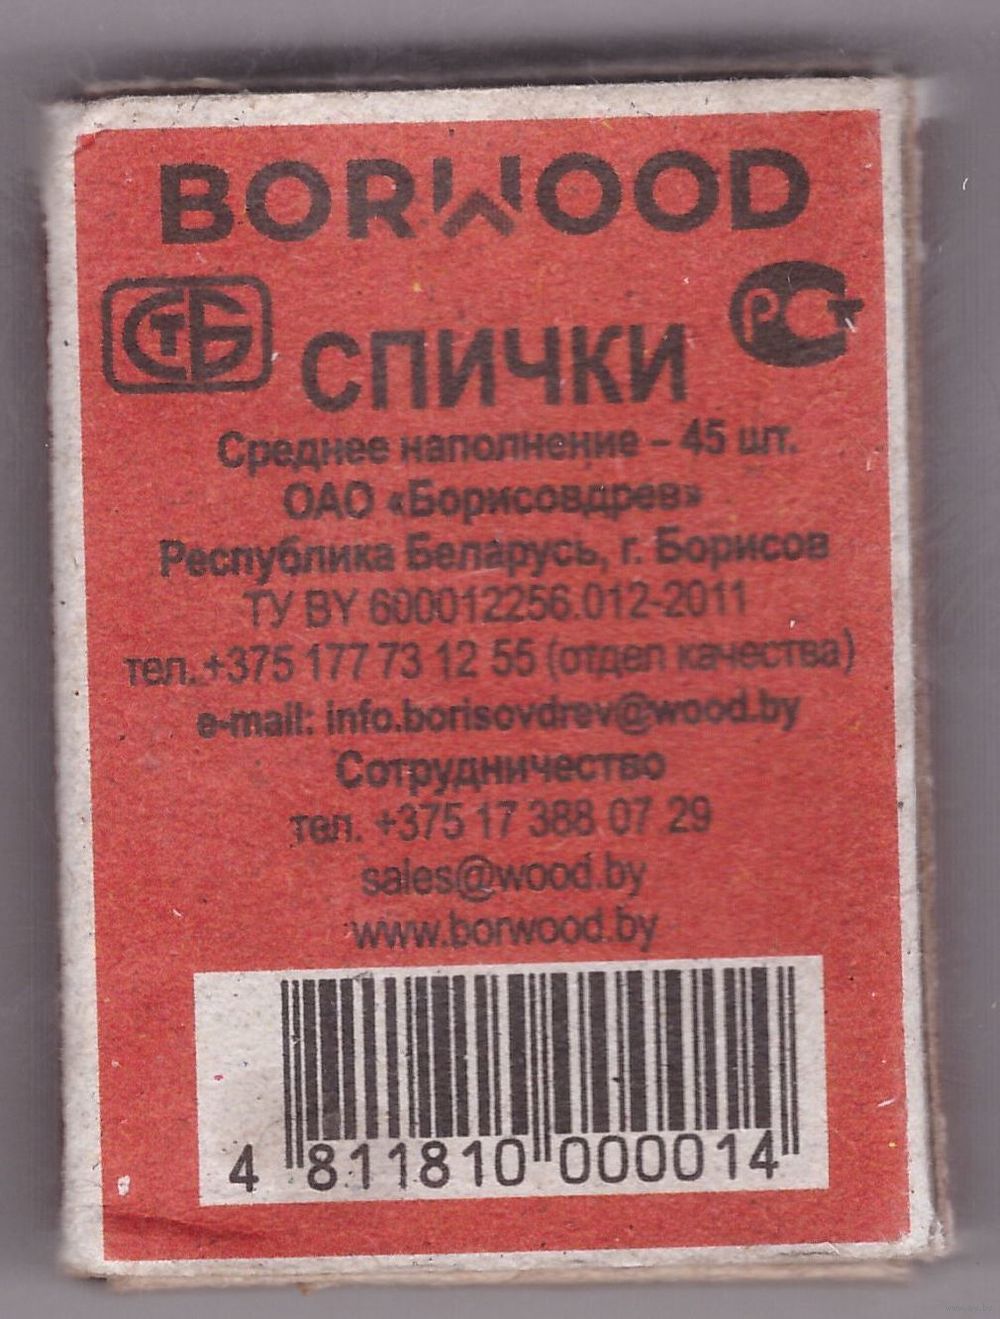 BORWOOD
СТБ
РСТ
СПИЧКИ
Среднее наполнение – 45 шт.
ОАО «Борисовдрев»
Республика Беларусь, г. Борисов
ТУ BY 600012256.012-2011
тел.+375 177 73 12 55 (отдел качества)
e-mail: info.borisovdrev@wood.by
Сотрудничество
тел. +375 17 388 07 29
sales@wood.by
www.borwood.by
4 811810 000014